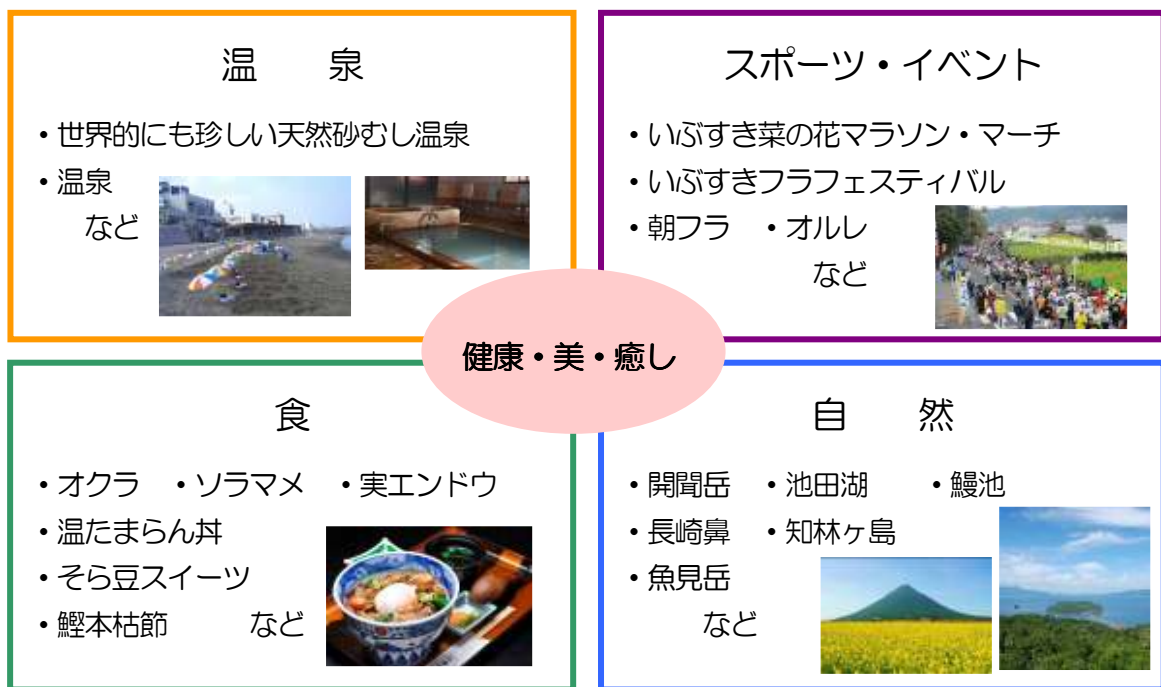 温　泉
・世界的にも珍しい天然砂むし温泉
・温泉
など
スポーツ・イベント
・いぶすき菜の花マラソン・マーチ
・いぶすきフラフェスティバル
・朝フラ　・オルレ
など
健康・美・癒し
食
・オクラ　・ソラマメ　・実エンドウ
・温たまらん丼
・そら豆スイーツ
・鰹本枯節　など
自　然
・開聞岳　・池田湖　・鰻池
・長崎鼻　・知林ヶ島
・魚見岳
など